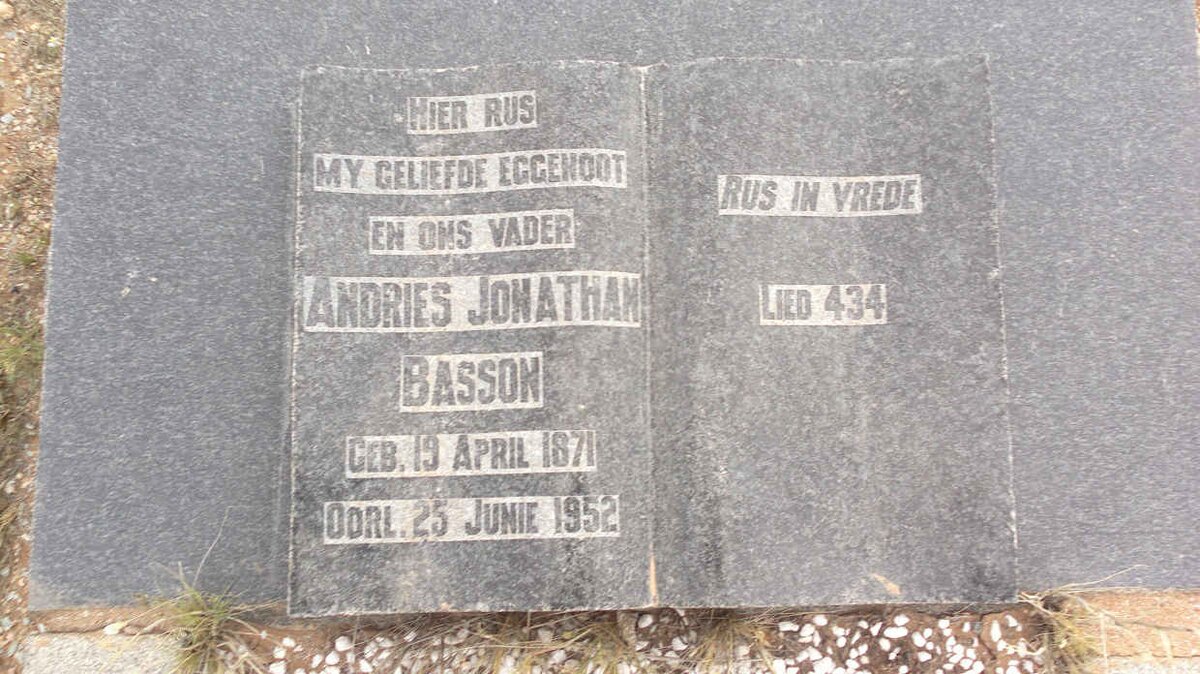 HIER RUS
MY GELIEFDE EGGENOOT
EN ONS VADER
ANDRIES JONATHAN
BASSON
GEB. 19 APRIL 1871
OORL. 25 JUNIE 1952
RUS IN VREDE
LIED 434